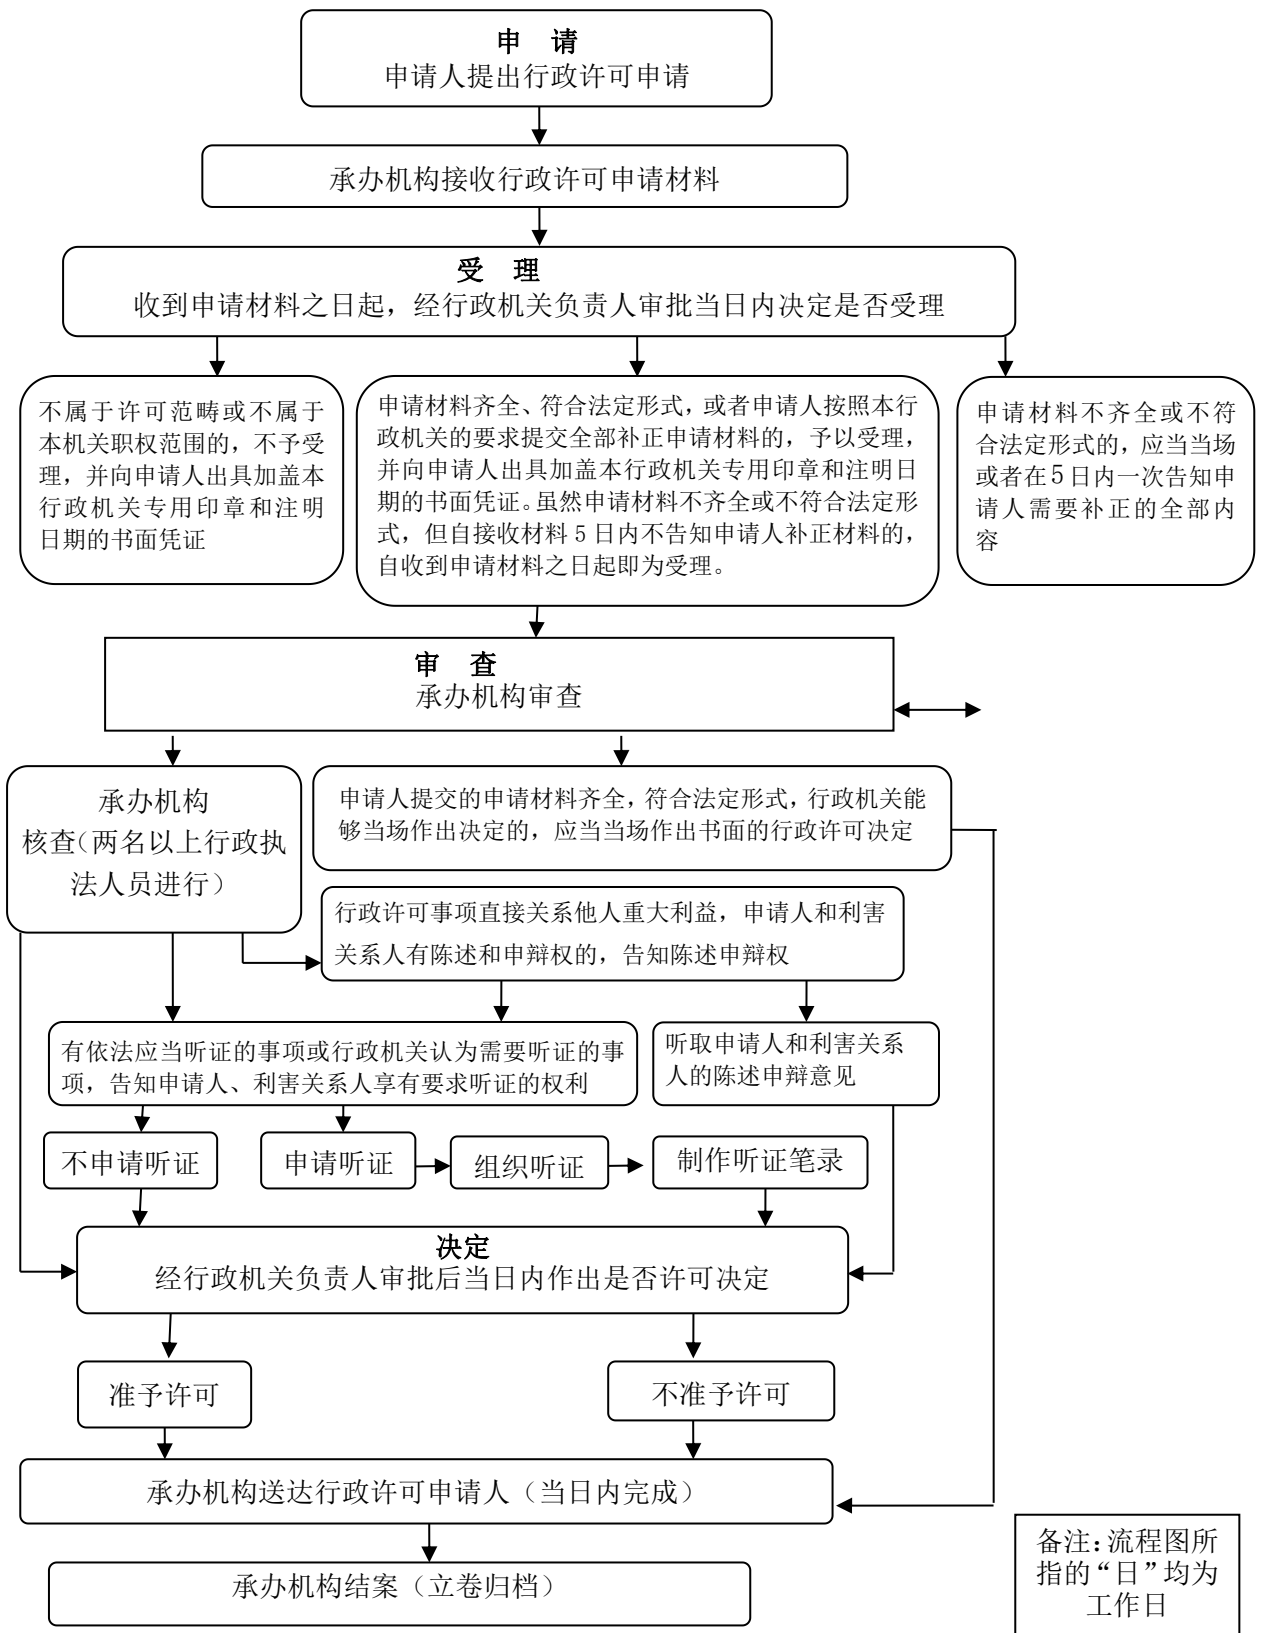 申 请
申请人提出行政许可申请
承办机构接收行政许可申请材料
受 理
收到申请材料之日起，经行政机关负责人审批当日内决定是否受理
不属于许可范畴或不属于
本机关职权范围的，不予受
理，并向申请人出具加盖本
行政机关专用印章和注明
日期的书面凭证
申请材料齐全、符合法定形式，或者申请人按照本行
政机关的要求提交全部补正申请材料的，予以受理，
并向申请人出具加盖本行政机关专用印章和注明日
期的书面凭证。虽然申请材料不齐全或不符合法定形
式，但自接收材料 5 日内不告知申请人补正材料的，
自收到申请材料之日起即为受理。
申请材料不齐全或不符
合法定形式的，应当当场
或者在 5 日内一次告知申
请人需要补正的全部内
容
审 查
承办机构审查
承办机构
核查（两名以上行政执
法人员进行）
申请人提交的申请材料齐全，符合法定形式，行政机关能
够当场作出决定的，应当当场作出书面的行政许可决定
行政许可事项直接关系他人重大利益，申请人和利害
关系人有陈述和申辩权的，告知陈述申辩权
有依法应当听证的事项或行政机关认为需要听证的事
项，告知申请人、利害关系人享有要求听证的权利
听取申请人和利害关系
人的陈述申辩意见
不申请听证
申请听证
组织听证
制作听证笔录
决定
经行政机关负责人审批后当日内作出是否许可决定
准予许可
不准予许可
承办机构送达行政许可申请人（当日内完成）
承办机构结案（立卷归档）
备注：流程图所
指的“日”均为
工作日